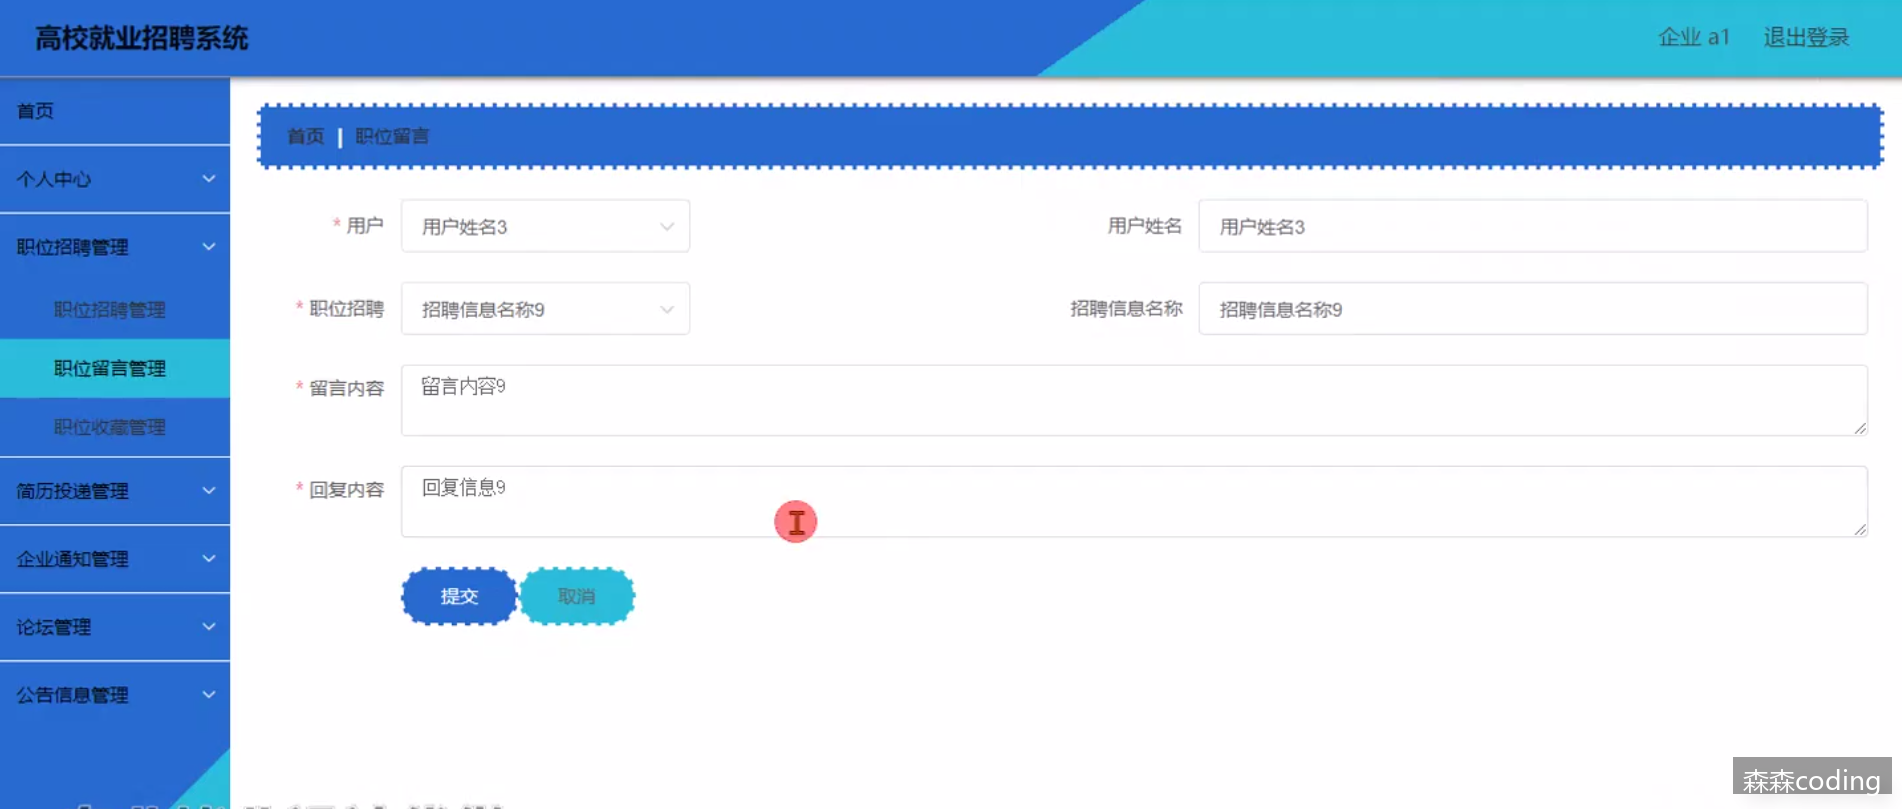 高校就业招聘系统
企业 a1 退出登录
首页
个人中心
职位招聘管理
职位招聘管理
职位留言管理
职位收藏管理
简历投递管理
企业通知管理
论坛管理
公告信息管理
首页 | 职位留言
* 用户 用户姓名3 用户姓名 用户姓名3
* 职位招聘 招聘信息名称9 招聘信息名称 招聘信息名称9
* 留言内容 留言内容9
* 回复内容 回复信息9
提交 取消
森森coding